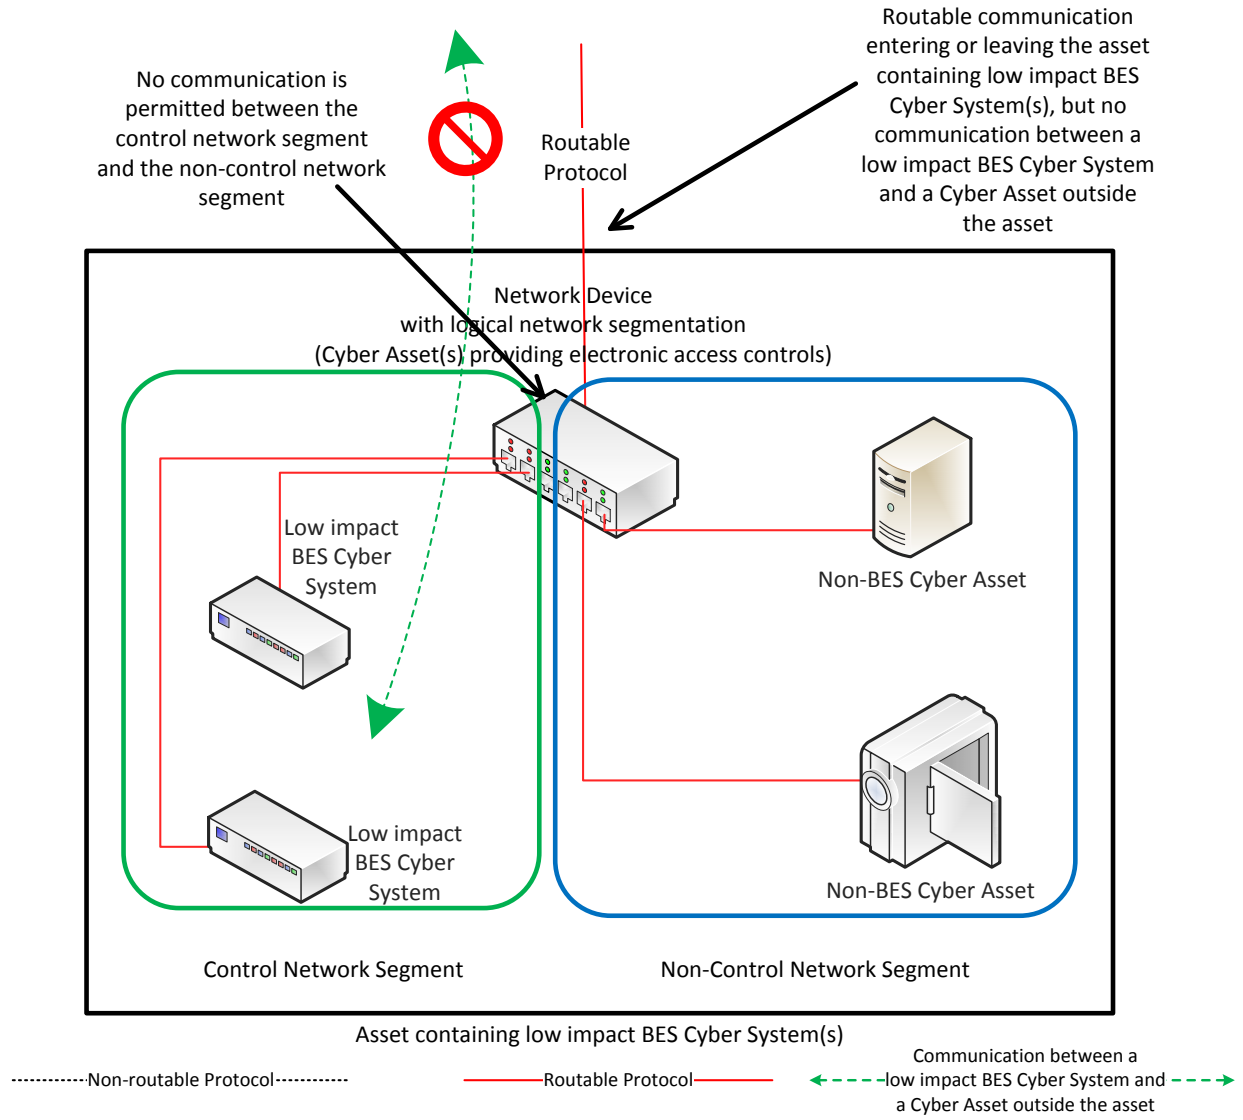 No communication is
permitted between the
control network segment
and the non-control network
segment
Routable
Protocol
Routable communication
entering or leaving the asset
containing low impact BES
Cyber System(s), but no
communication between a
low impact BES Cyber System
and a Cyber Asset outside
the asset
Network Device
with logical network segmentation
(Cyber Asset(s) providing electronic access controls)
Low impact
BES Cyber
System
Non-BES Cyber Asset
Low impact
BES Cyber
System
Non-BES Cyber Asset
Control Network Segment
Non-Control Network Segment
Asset containing low impact BES Cyber System(s)
Non-routable Protocol
Routable Protocol
Communication between a
low impact BES Cyber System and
a Cyber Asset outside the asset